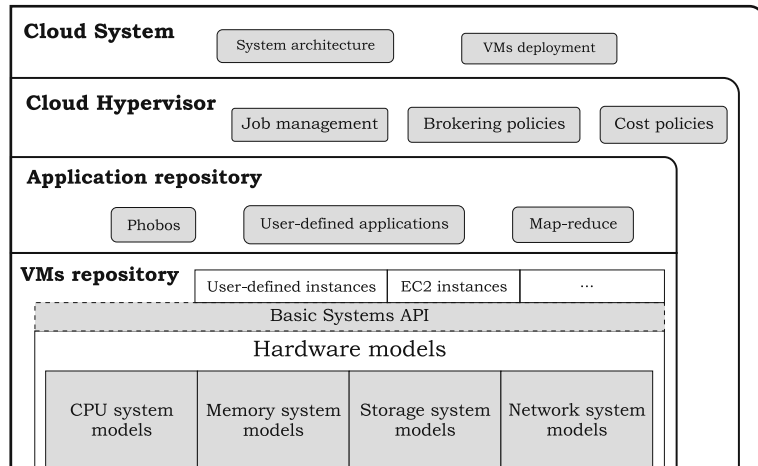 Cloud System
System architecture
VMs deployment
Cloud Hypervisor
Job management
Brokering policies
Cost policies
Application repository
Phobos
User-defined applications
Map-reduce
VMs repository
User-defined instances
EC2 instances
...
Basic Systems API
Hardware models
CPU system
models
Memory system
models
Storage system
models
Network system
models